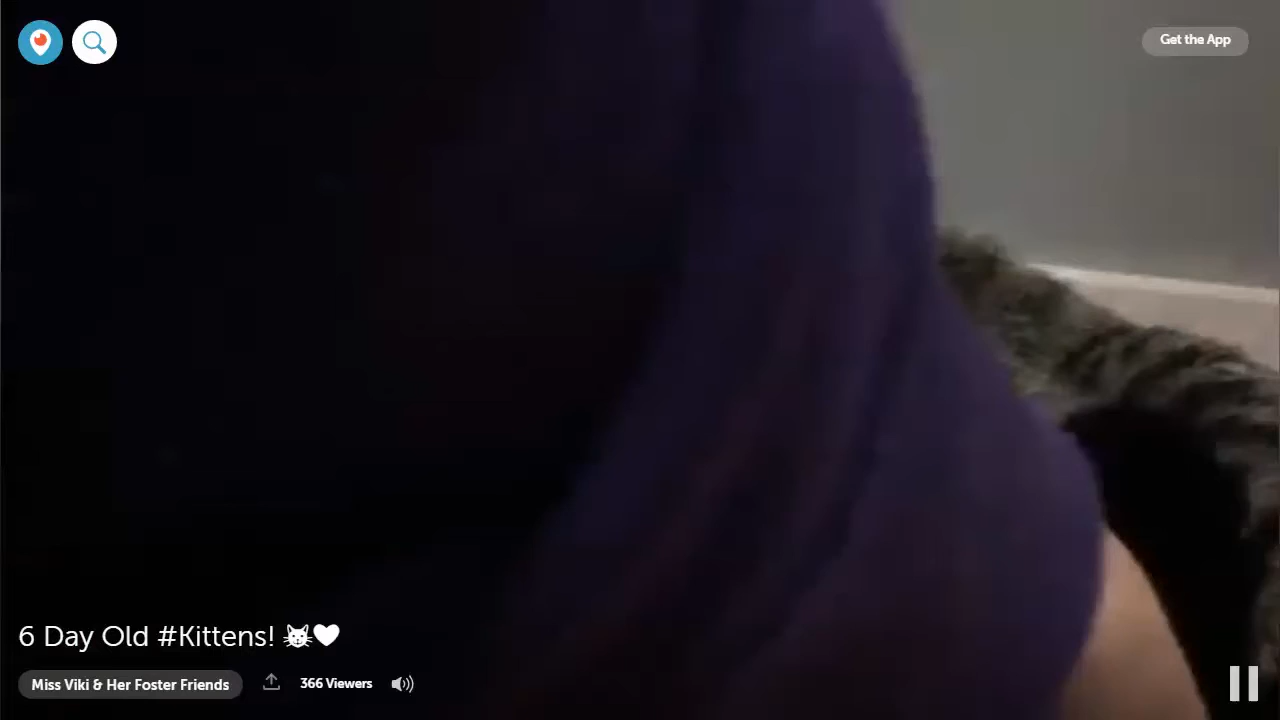 Get the App
6 Day Old #Kittens! 🐱❤
Miss Viki & Her Foster Friends
366 Viewers